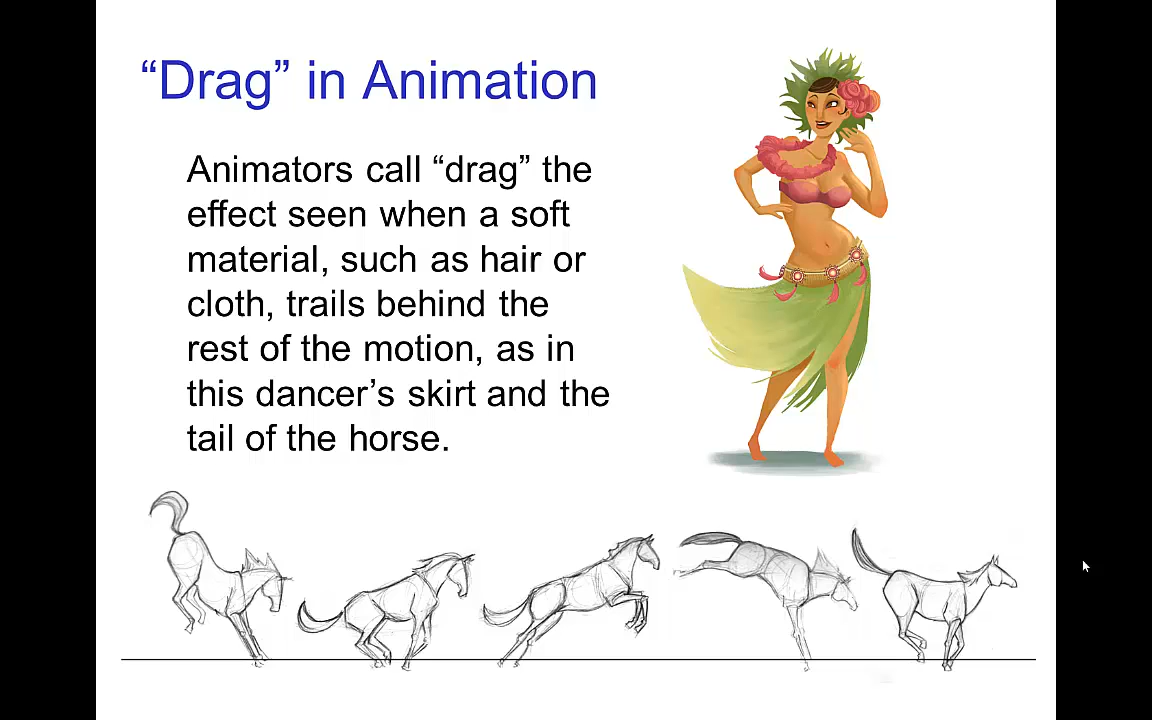 “Drag” in Animation
Animators call “drag” the
effect seen when a soft
material, such as hair or
cloth, trails behind the
rest of the motion, as in
this dancer’s skirt and the
tail of the horse.